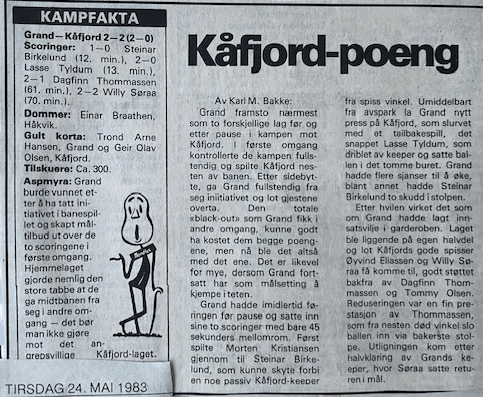 KAMPFAKTA
Grand—Kåfjord 2—2 (2—0)
Scoringer: 1—0 Steinar
Birkelund (12. min.), 2—0
Lasse Tyldum (13. min.),
2—1 Dagfinn Thommassen
(61. min.), 2—2 Willy Søraa
(70. min.).
Dommer: Einar Braathen,
Håkvik.
Gult korta: Trond Arne
Hansen, Grand og Geir Olav
Olsen, Kåfjord.
Tilskuere: Ca. 300.
Aspmyra: Grand
burde vunnet et-
ter å ha tatt ini-
tiativet i banespil-
let og skapt mål-
tilbud ut over de
to scoringene i
første omgang.
Hjemmelaget
gjorde nemlig den
store tabbe at de
ga midtbanen fra
seg i andre om-
gang — det bør
man ikke gjøre
mot det an-
grepsvillige Kåfjord-laget.
TIRSDAG 24. MAI 1983
Kåfjord-poeng
Av Karl M. Bakke:
Grand framsto nærmest
som to forskjellige lag før og
etter pause i kampen mot
Kåfjord. I første omgang
kontrollerte de kampen fulls-
tendig og spilte Kåfjord nes-
ten av banen. Etter sidebyt-
te, ga Grand fullstendig fra
seg iniitiativet og lot gjestene
overta. Den totale
«black-out» som Grand fikk i
andre omgang, kunne godt
ha kostet dem begge poeng-
ene, men nå ble det altså
med det ene. Det er likevel
for mye, dersom Grand fort-
satt har som målsetting å
kjempe i teten.
Grand hadde imidlertid fø-
ringen før pause og satte inn
sine to scoringer med bare 45
sekunders mellomrom. Først
spilte Morten Kristiansen
gjennom til Steinar Birke-
lund, som kunne skyte forbi
en noe passiv Kåfjord-keeper
fra spiss vinkel. Umiddelbart
fra avspark la Grand nytt
press på Kåfjord, som slurvet
med et tailbakespill, det
snappet Lasse Tyldum, som
driblet av keeper og satte bal-
len i det tomme buret. Grand
hadde flere sjanser til å øke,
blant annet hadde Steinar
Birkelund to skudd i stolpen.
Etter hvilen virket det som
om Grand hadde lagt inn-
satsvilje i garderoben. Laget
ble liggende på egen halvdel
og lot Kåfjords gode spisser
Øyvind Eliassen og Willy Sø-
raa få komme til, godt støttet
bakfra av Dagfinn Thom-
massen og Tommy Olsen.
Reduseringen var en fin pre-
stasjon av Thommassen,
som fra nesten død vinkel slo
ballen inn via bakerste stol-
pe. Utligningen kom etter
halvklaring av Grands kee-
per, hvor Søraa satte retu-
ren i mål.